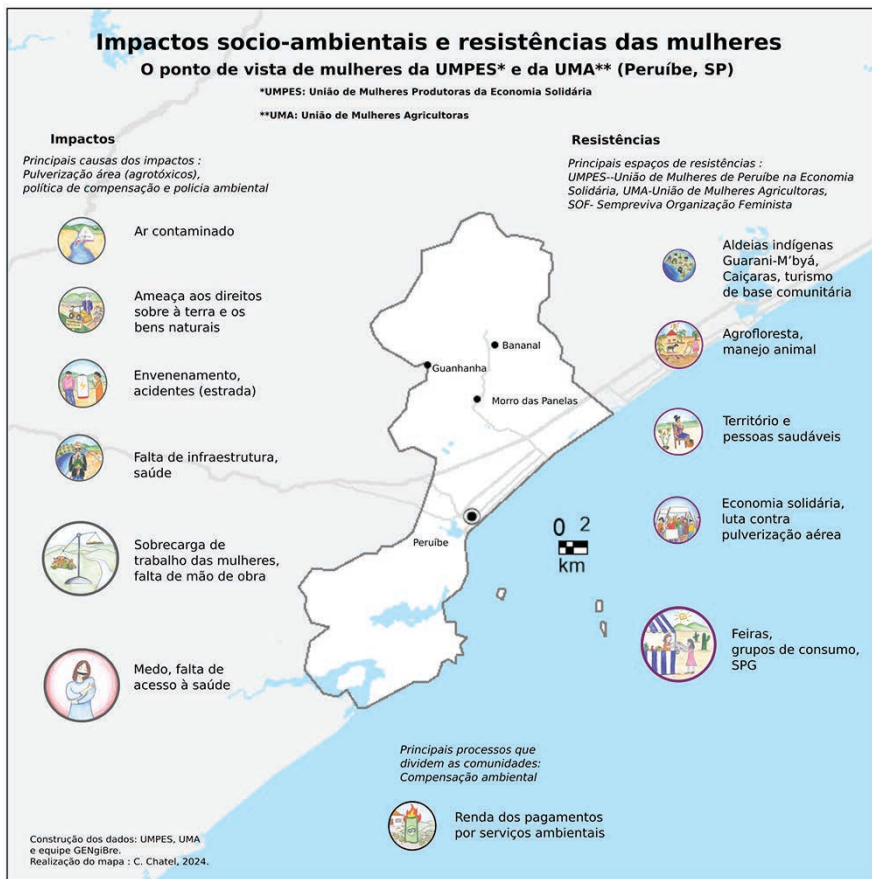 Impactos socio-ambientais e resistências das mulheres
O ponto de vista de mulheres da UMPES* e da UMA** (Peruíbe, SP)
*UMPES: União de Mulheres Produtoras da Economia Solidária
**UMA: União de Mulheres Agricultoras
Impactos
Principais causas dos impactos :
Pulverização área (agrotóxicos),
política de compensação e policia ambiental
Ar contaminado
Ameaça aos direitos
sobre à terra e os
bens naturais
Envenenamento,
acidentes (estrada)
Falta de infraestrutura,
saúde
Sobrecarga de
trabalho das mulheres,
falta de mão de obra
Medo, falta de
acesso à saúde
Bananal
Guanhanha
Morro das Panelas
Peruíbe
0 2
km
Resistências
Principais espaços de resistências :
UMPES--União de Mulheres de Peruíbe na Economia
Solidária, UMA-União de Mulheres Agricultoras,
SOF- Sempreviva Organização Feminista
Aldeias indígenas
Guarani-M'byá,
Caiçaras, turismo
de base comunitária
Agrofloresta,
manejo animal
Território e
pessoas saudáveis
Economia solidária,
luta contra
pulverização aérea
Feiras,
grupos de consumo,
SPG
Principais processos que
dividem as comunidades:
Compensação ambiental
Renda dos pagamentos
por serviços ambientais
Construção dos dados: UMPES, UMA
e equipe GENgiBre.
Realização do mapa : C. Chatel, 2024.